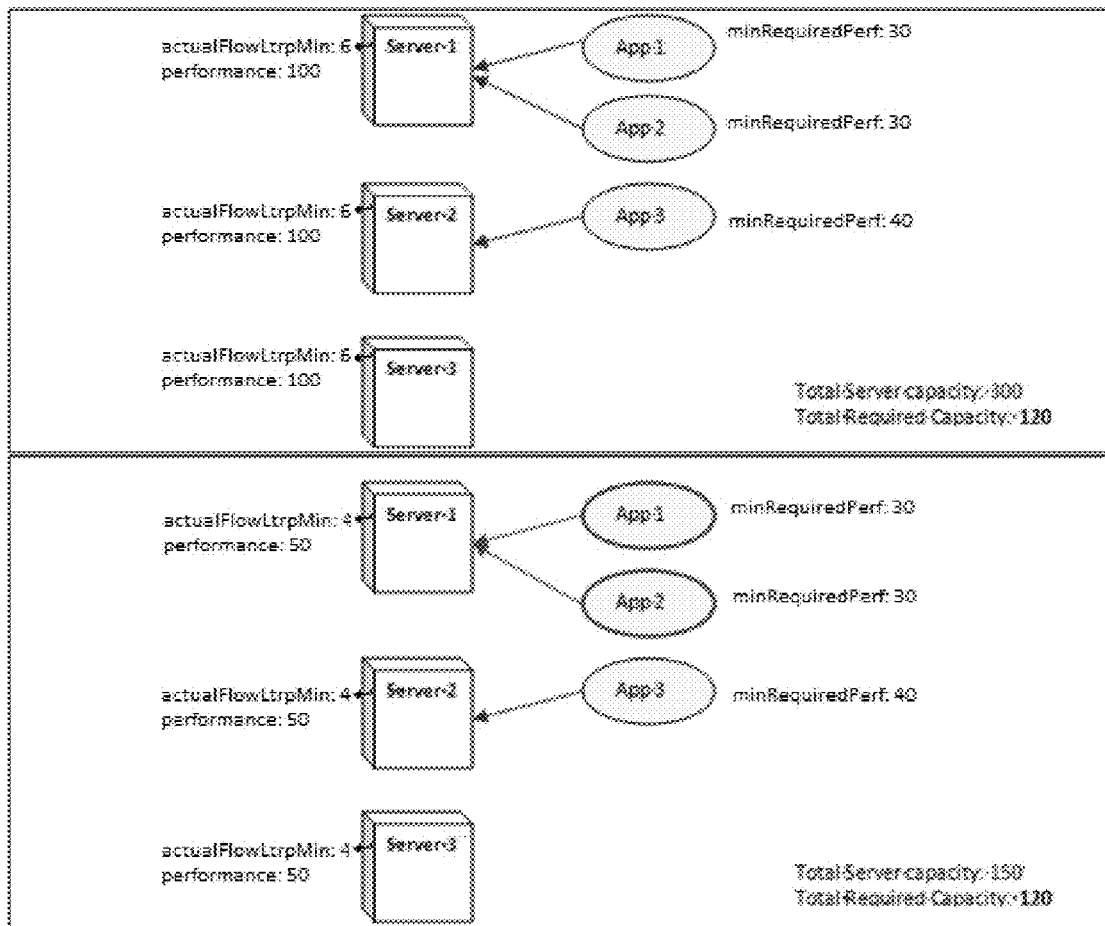 actualFlowLtrpMin: 6
performance: 100
Server-1
App 1
minRequiredPerf: 30
App 2
minRequiredPerf: 30
actualFlowLtrpMin: 6
performance: 100
Server-2
App 3
minRequiredPerf: 40
actualFlowLtrpMin: 6
performance: 100
Server-3
Total Server capacity: 300
Total Required Capacity: 120
actualFlowLtrpMin: 4
performance: 50
Server-1
App 1
minRequiredPerf: 30
App 2
minRequiredPerf: 30
actualFlowLtrpMin: 4
performance: 50
Server-2
App 3
minRequiredPerf: 40
actualFlowLtrpMin: 4
performance: 50
Server-3
Total Server capacity: 150
Total Required Capacity: 120